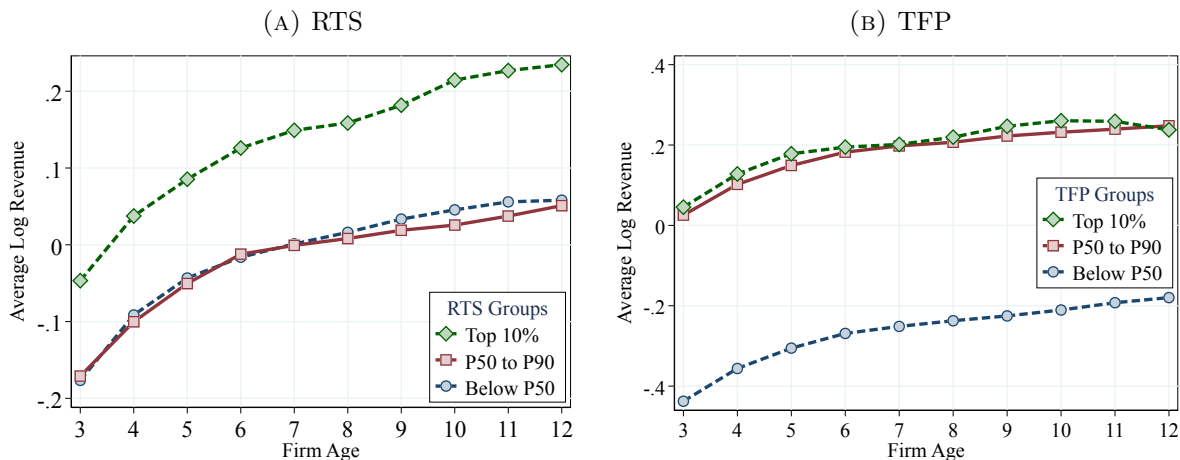 (A) RTS
Average Log Revenue
.2
.1
0
-.1
-.2
3 4 5 6 7 8 9 10 11 12
Firm Age
RTS Groups
Top 10%
P50 to P90
Below P50
(B) TFP
Average Log Revenue
.4
.2
0
-.2
-.4
3 4 5 6 7 8 9 10 11 12
Firm Age
TFP Groups
Top 10%
P50 to P90
Below P50